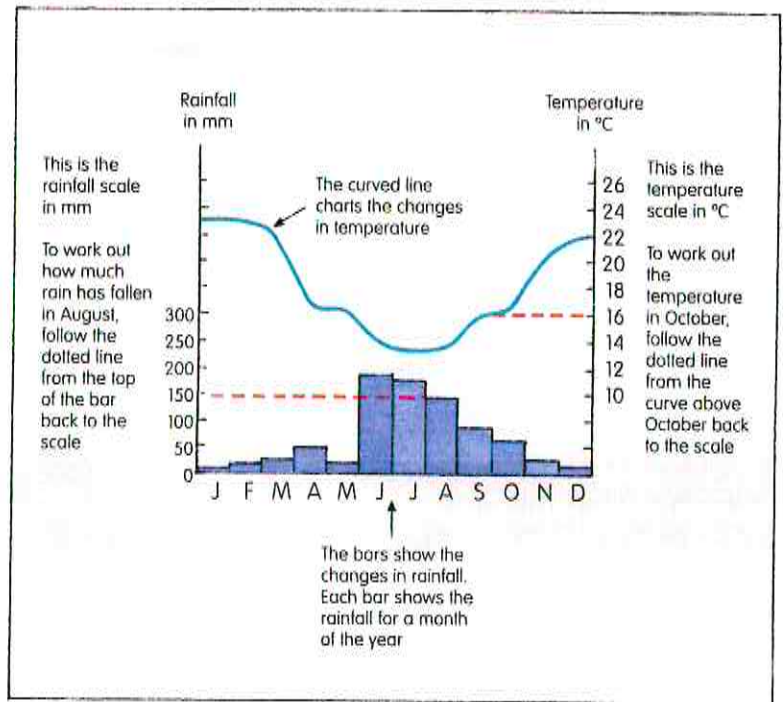 Rainfall
in mm
Temperature
in °C
This is the
rainfall scale
in mm
To work out
how much
rain has fallen
in August,
follow the
dotted line
from the top
of the bar
back to the
scale
The curved line
charts the changes
in temperature
This is the
temperature
scale in °C
To work out
the
temperature
in October,
follow the
dotted line
from the
curve above
October back
to the scale
300
250
200
150
100
50
0
26
24
22
20
18
16
14
12
10
J F M A M J J A S O N D
The bars show the
changes in rainfall.
Each bar shows the
rainfall for a month
of the year